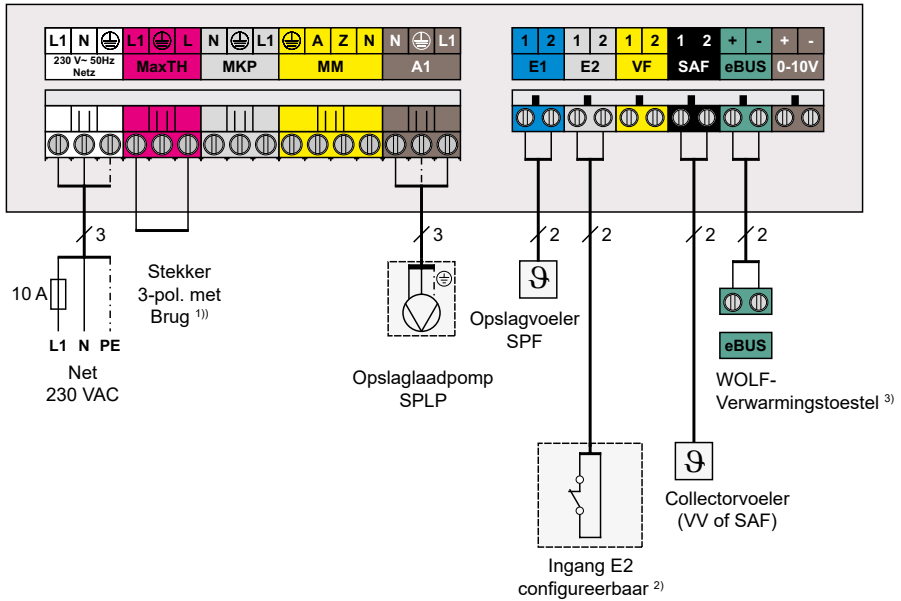 L1 N L1 L N L1 A Z N N L1
230 V~ 50Hz
Netz
MaxTH MKP MM A1
1 2 1 2 1 2 1 2 + - + -
E1 E2 VF SAF eBUS 0-10V
3 3 2 2 2 2
10 A
L1 N PE
Net
230 VAC
Stekker
3-pol. met
Brug 1))
Opslaglaadpomp
SPLP
ϑ
Opslagvoeler
SPF
Ingang E2
configureerbaar 2)
ϑ
Collectorvoeler
(VV of SAF)
eBUS
WOLF-
Verwarmingstoestel 3)